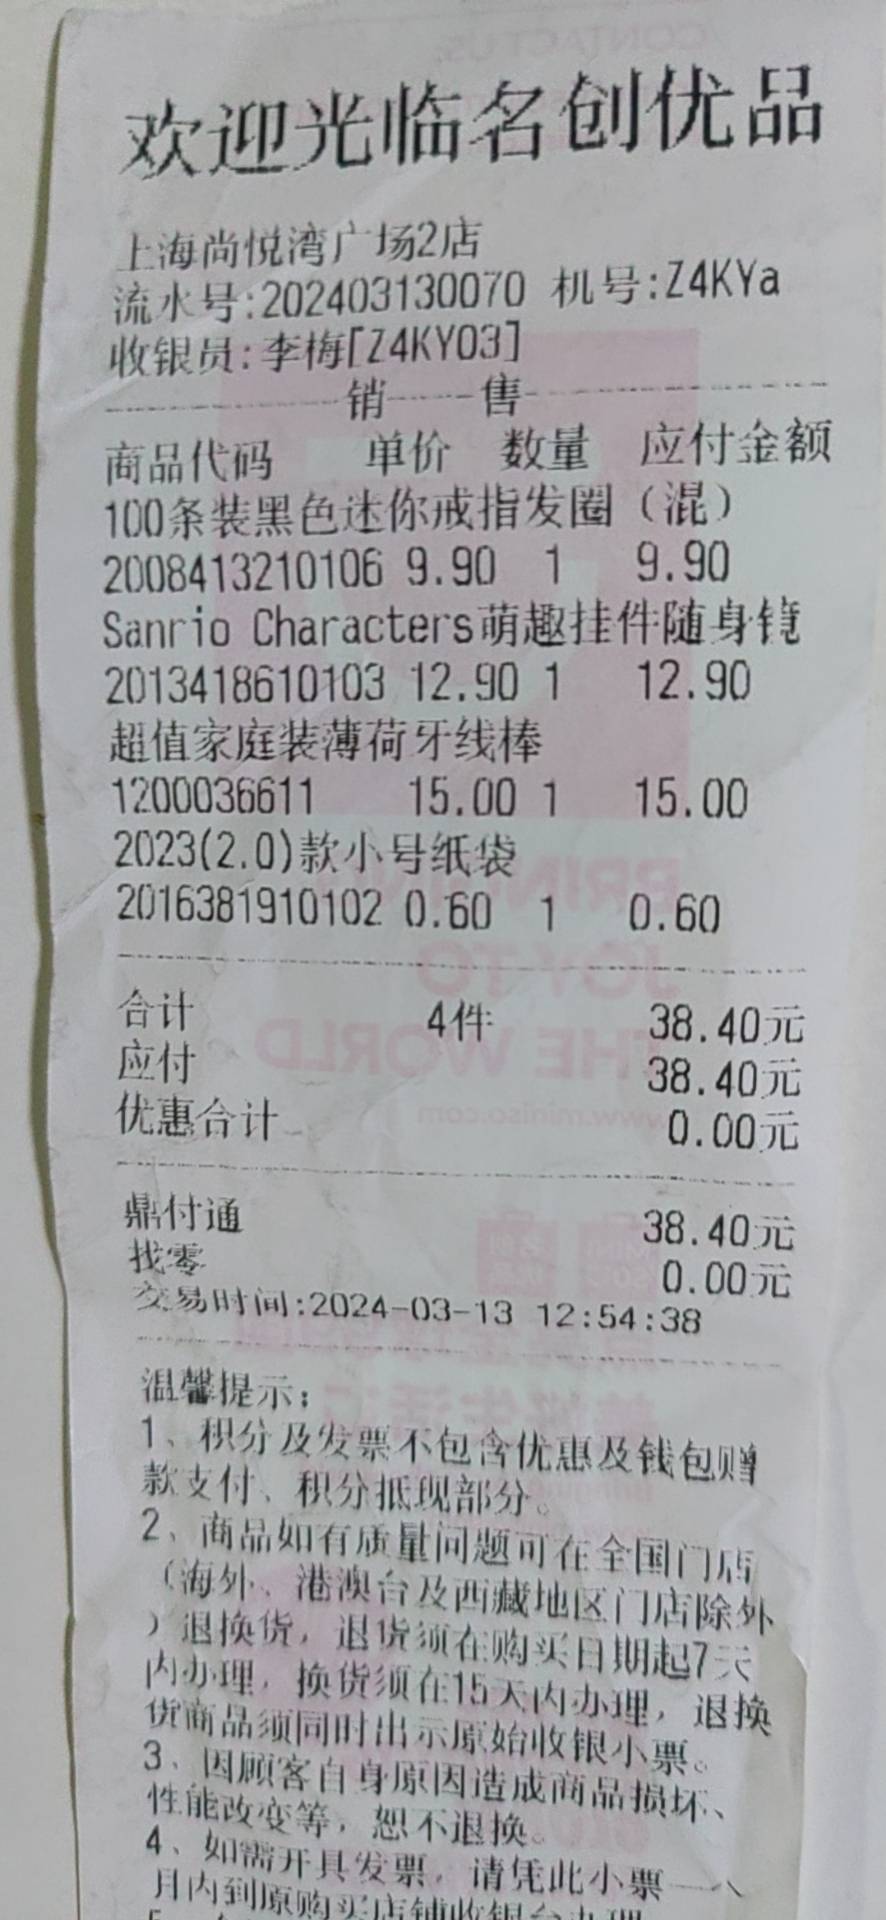 欢迎光临名创优品
上海尚悦湾广场2店
流水号:202403130070 机号:Z4KYa
收银员:李梅[Z4KY03]
销 售
商品代码 单价 数量 应付金额
100条装黑色迷你戒指发圈（混）
2008413210106 9.90 1 9.90
Sanrio Characters萌趣挂件随身镜
2013418610103 12.90 1 12.90
超值家庭装薄荷牙线棒
1200036611 15.00 1 15.00
2023(2.0)款小号纸袋
2016381910102 0.60 1 0.60
合计 4件 38.40元
应付 38.40元
优惠合计 0.00元
鼎付通 38.40元
找零 0.00元
交易时间:2024-03-13 12:54:38
温馨提示：
1、积分及发票不包含优惠及钱包赠
款支付、积分抵现部分。
2、商品如有质量问题可在全国门店
（海外、港澳台及西藏地区门店除外
）退换货，退货须在购买日期起7天
内办理，换货须在15天内办理，退换
货商品须同时出示原始收银小票。
3、因顾客自身原因造成商品损坏、
性能改变等，恕不退换。
4、如需开具发票，请凭此小票一个
月内到原购买店铺收银台办理